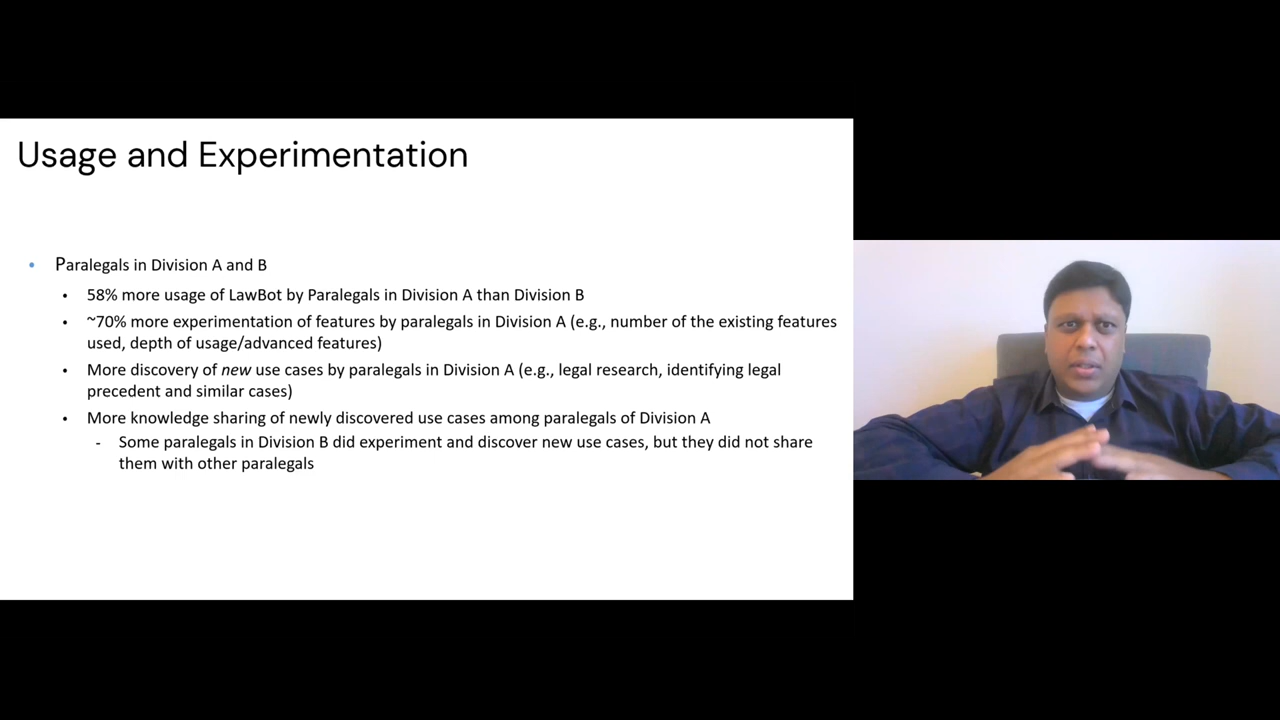 Usage and Experimentation
• Paralegals in Division A and B
• 58% more usage of LawBot by Paralegals in Division A than Division B
• ~70% more experimentation of features by paralegals in Division A (e.g., number of the existing features
used, depth of usage/advanced features)
• More discovery of new use cases by paralegals in Division A (e.g., legal research, identifying legal
precedent and similar cases)
• More knowledge sharing of newly discovered use cases among paralegals of Division A
- Some paralegals in Division B did experiment and discover new use cases, but they did not share
them with other paralegals